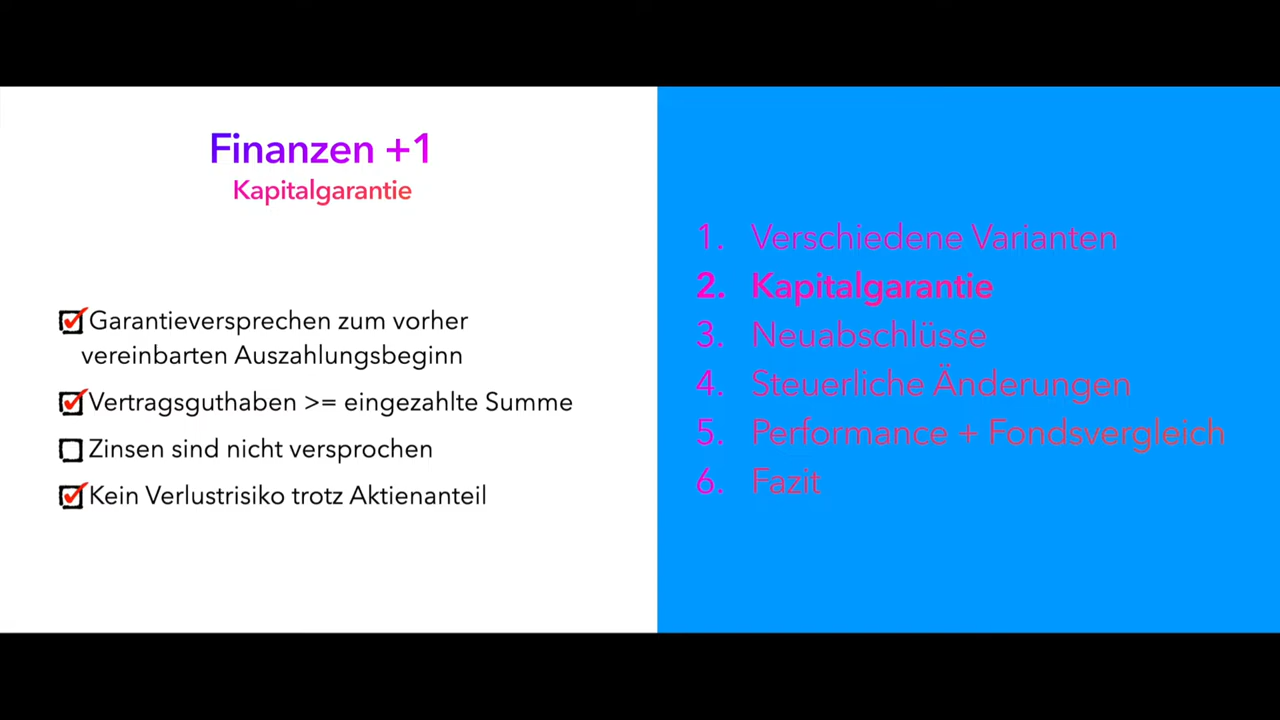 Finanzen +1
Kapitalgarantie
Garantieversprechen zum vorher
vereinbarten Auszahlungsbeginn
Vertragsguthaben >= eingezahlte Summe
Zinsen sind nicht versprochen
Kein Verlustrisiko trotz Aktienanteil
1. Verschiedene Varianten
2. Kapitalgarantie
3. Neuabschlüsse
4. Steuerliche Änderungen
5. Performance + Fondsvergleich
6. Fazit